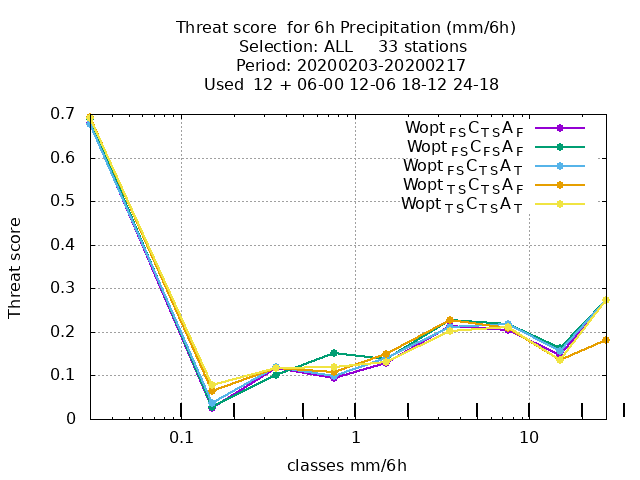 Threat score  for 6h Precipitation (mm/6h)
Selection: ALL     33 stations
Period: 20200203-20200217
Used  12 + 06-00 12-06 18-12 24-18
Wopt FS C TS A F
Wopt FS C FS A F
Wopt FS C TS A T
Wopt TS C TS A F
Wopt TS C TS A T
Threat score
0.7
0.6
0.5
0.4
0.3
0.2
0.1
0
0.1 1 10
classes mm/6h